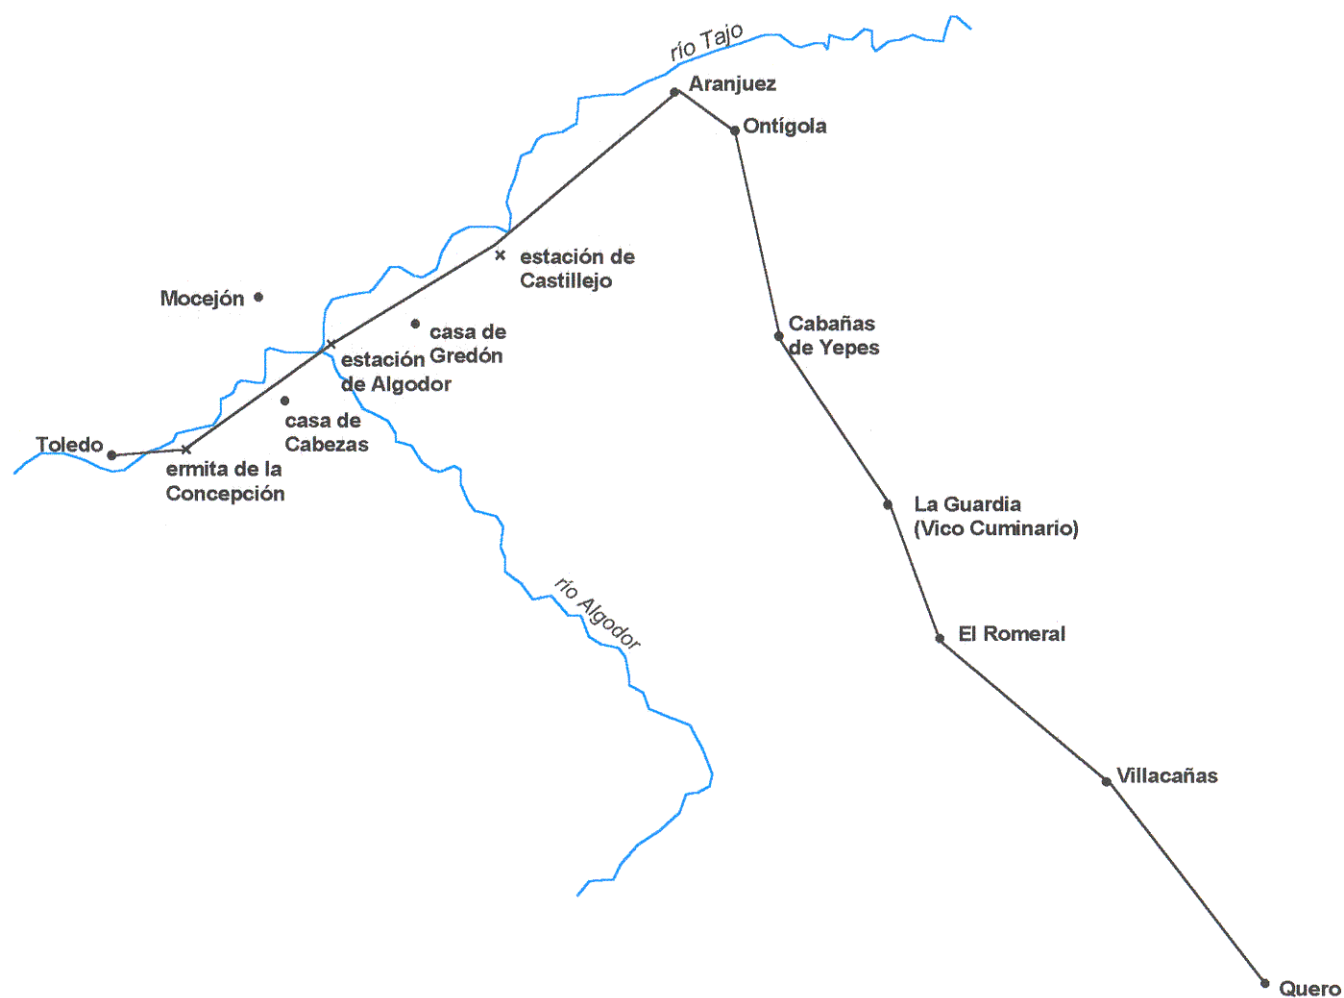 río Tajo
Aranjuez
Ontígola
estación de
Castillejo
Mocejón
casa de
Gredón
Cabañas
de Yepes
estación
de Algodor
casa de
Cabezas
Toledo
ermita de la
Concepción
La Guardia
(Vico Cuminario)
río Algodor
El Romeral
Villacañas
Quero